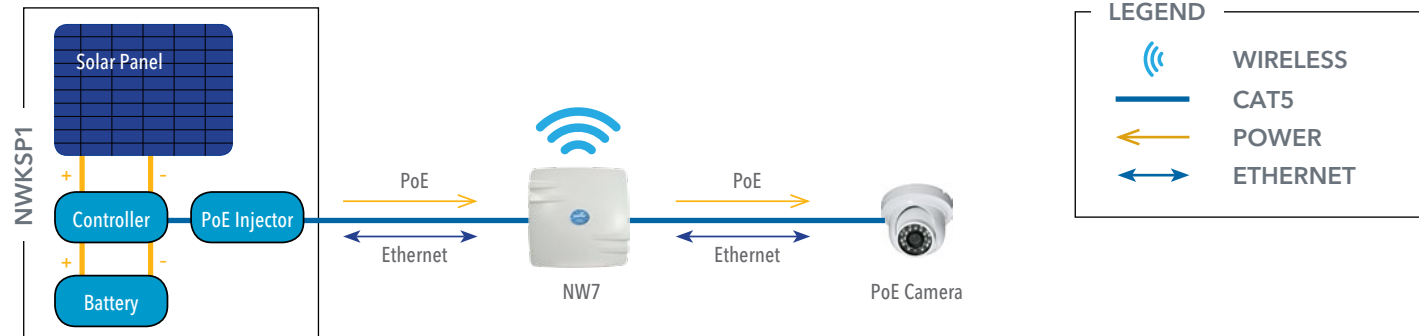 NWKSP1
Solar Panel
+ -
Controller
PoE Injector
+ -
Battery
PoE
Ethernet
NW7
PoE
Ethernet
PoE Camera
LEGEND
WIRELESS
CAT5
POWER
ETHERNET